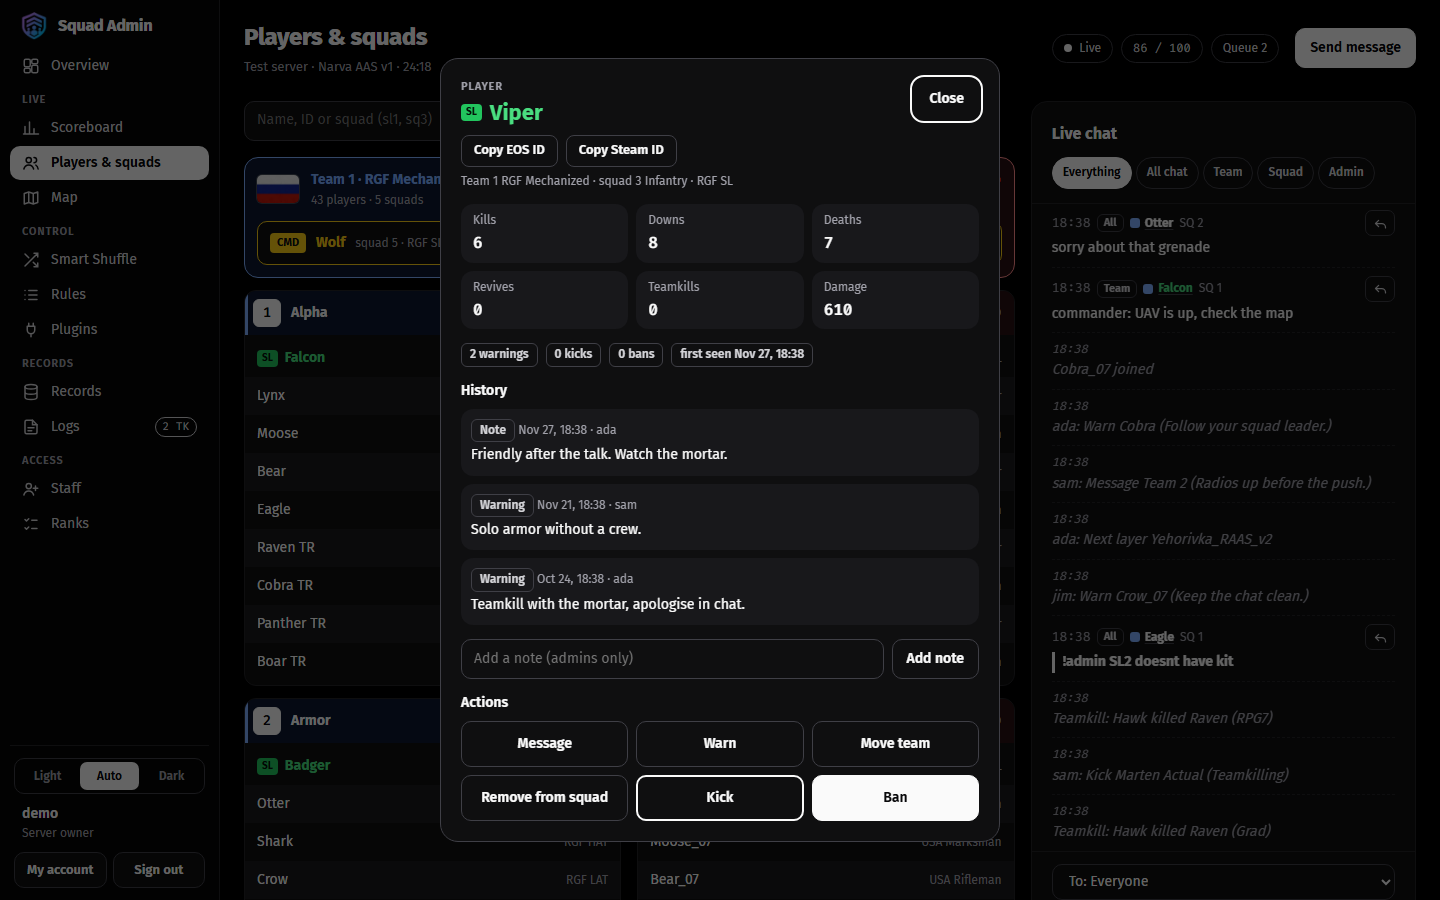 Squad Admin
Overview
LIVE
Scoreboard
Players & squads
Map
CONTROL
Smart Shuffle
Rules
Plugins
RECORDS
Records
Logs
2 TK
ACCESS
Staff
Ranks
Light
Auto
Dark
demo
Server owner
My account
Sign out
Players & squads
Test server · Narva AAS v1 · 24:18
Live
86 / 100
Queue 2
Send message
Name, ID or squad (sl1, sq3)
Team 1 · RGF Mechan
43 players · 5 squads
CMD Wolf squad 5 · RGF S
1 Alpha
SL Falcon
Lynx
Moose
Bear
Eagle
Raven TR
Cobra TR
Panther TR
Boar TR
2 Armor
SL Badger
Otter
Shark RGF HAT
Crow RGF LAT
Moose_07 USA Marksman
Bear_07 USA Rifleman
PLAYER
SL Viper
Close
Copy EOS ID
Copy Steam ID
Team 1 RGF Mechanized · squad 3 Infantry · RGF SL
Kills
6
Downs
8
Deaths
7
Revives
0
Teamkills
0
Damage
610
2 warnings
0 kicks
0 bans
first seen Nov 27, 18:38
History
Note Nov 27, 18:38 · ada
Friendly after the talk. Watch the mortar.
Warning Nov 21, 18:38 · sam
Solo armor without a crew.
Warning Oct 24, 18:38 · ada
Teamkill with the mortar, apologise in chat.
Add a note (admins only)
Add note
Actions
Message
Warn
Move team
Remove from squad
Kick
Ban
Live chat
Everything
All chat
Team
Squad
Admin
18:38 All Otter SQ 2
sorry about that grenade
18:38 Team Falcon SQ 1
commander: UAV is up, check the map
18:38
Cobra_07 joined
18:38
ada: Warn Cobra (Follow your squad leader.)
18:38
sam: Message Team 2 (Radios up before the push.)
18:38
ada: Next layer Yehorivka_RAAS_v2
18:38
jim: Warn Crow_07 (Keep the chat clean.)
18:38 All Eagle SQ 1
!admin SL2 doesnt have kit
18:38
Teamkill: Hawk killed Raven (RPG7)
18:38
sam: Kick Marten Actual (Teamkilling)
18:38
Teamkill: Hawk killed Raven (Grad)
To: Everyone